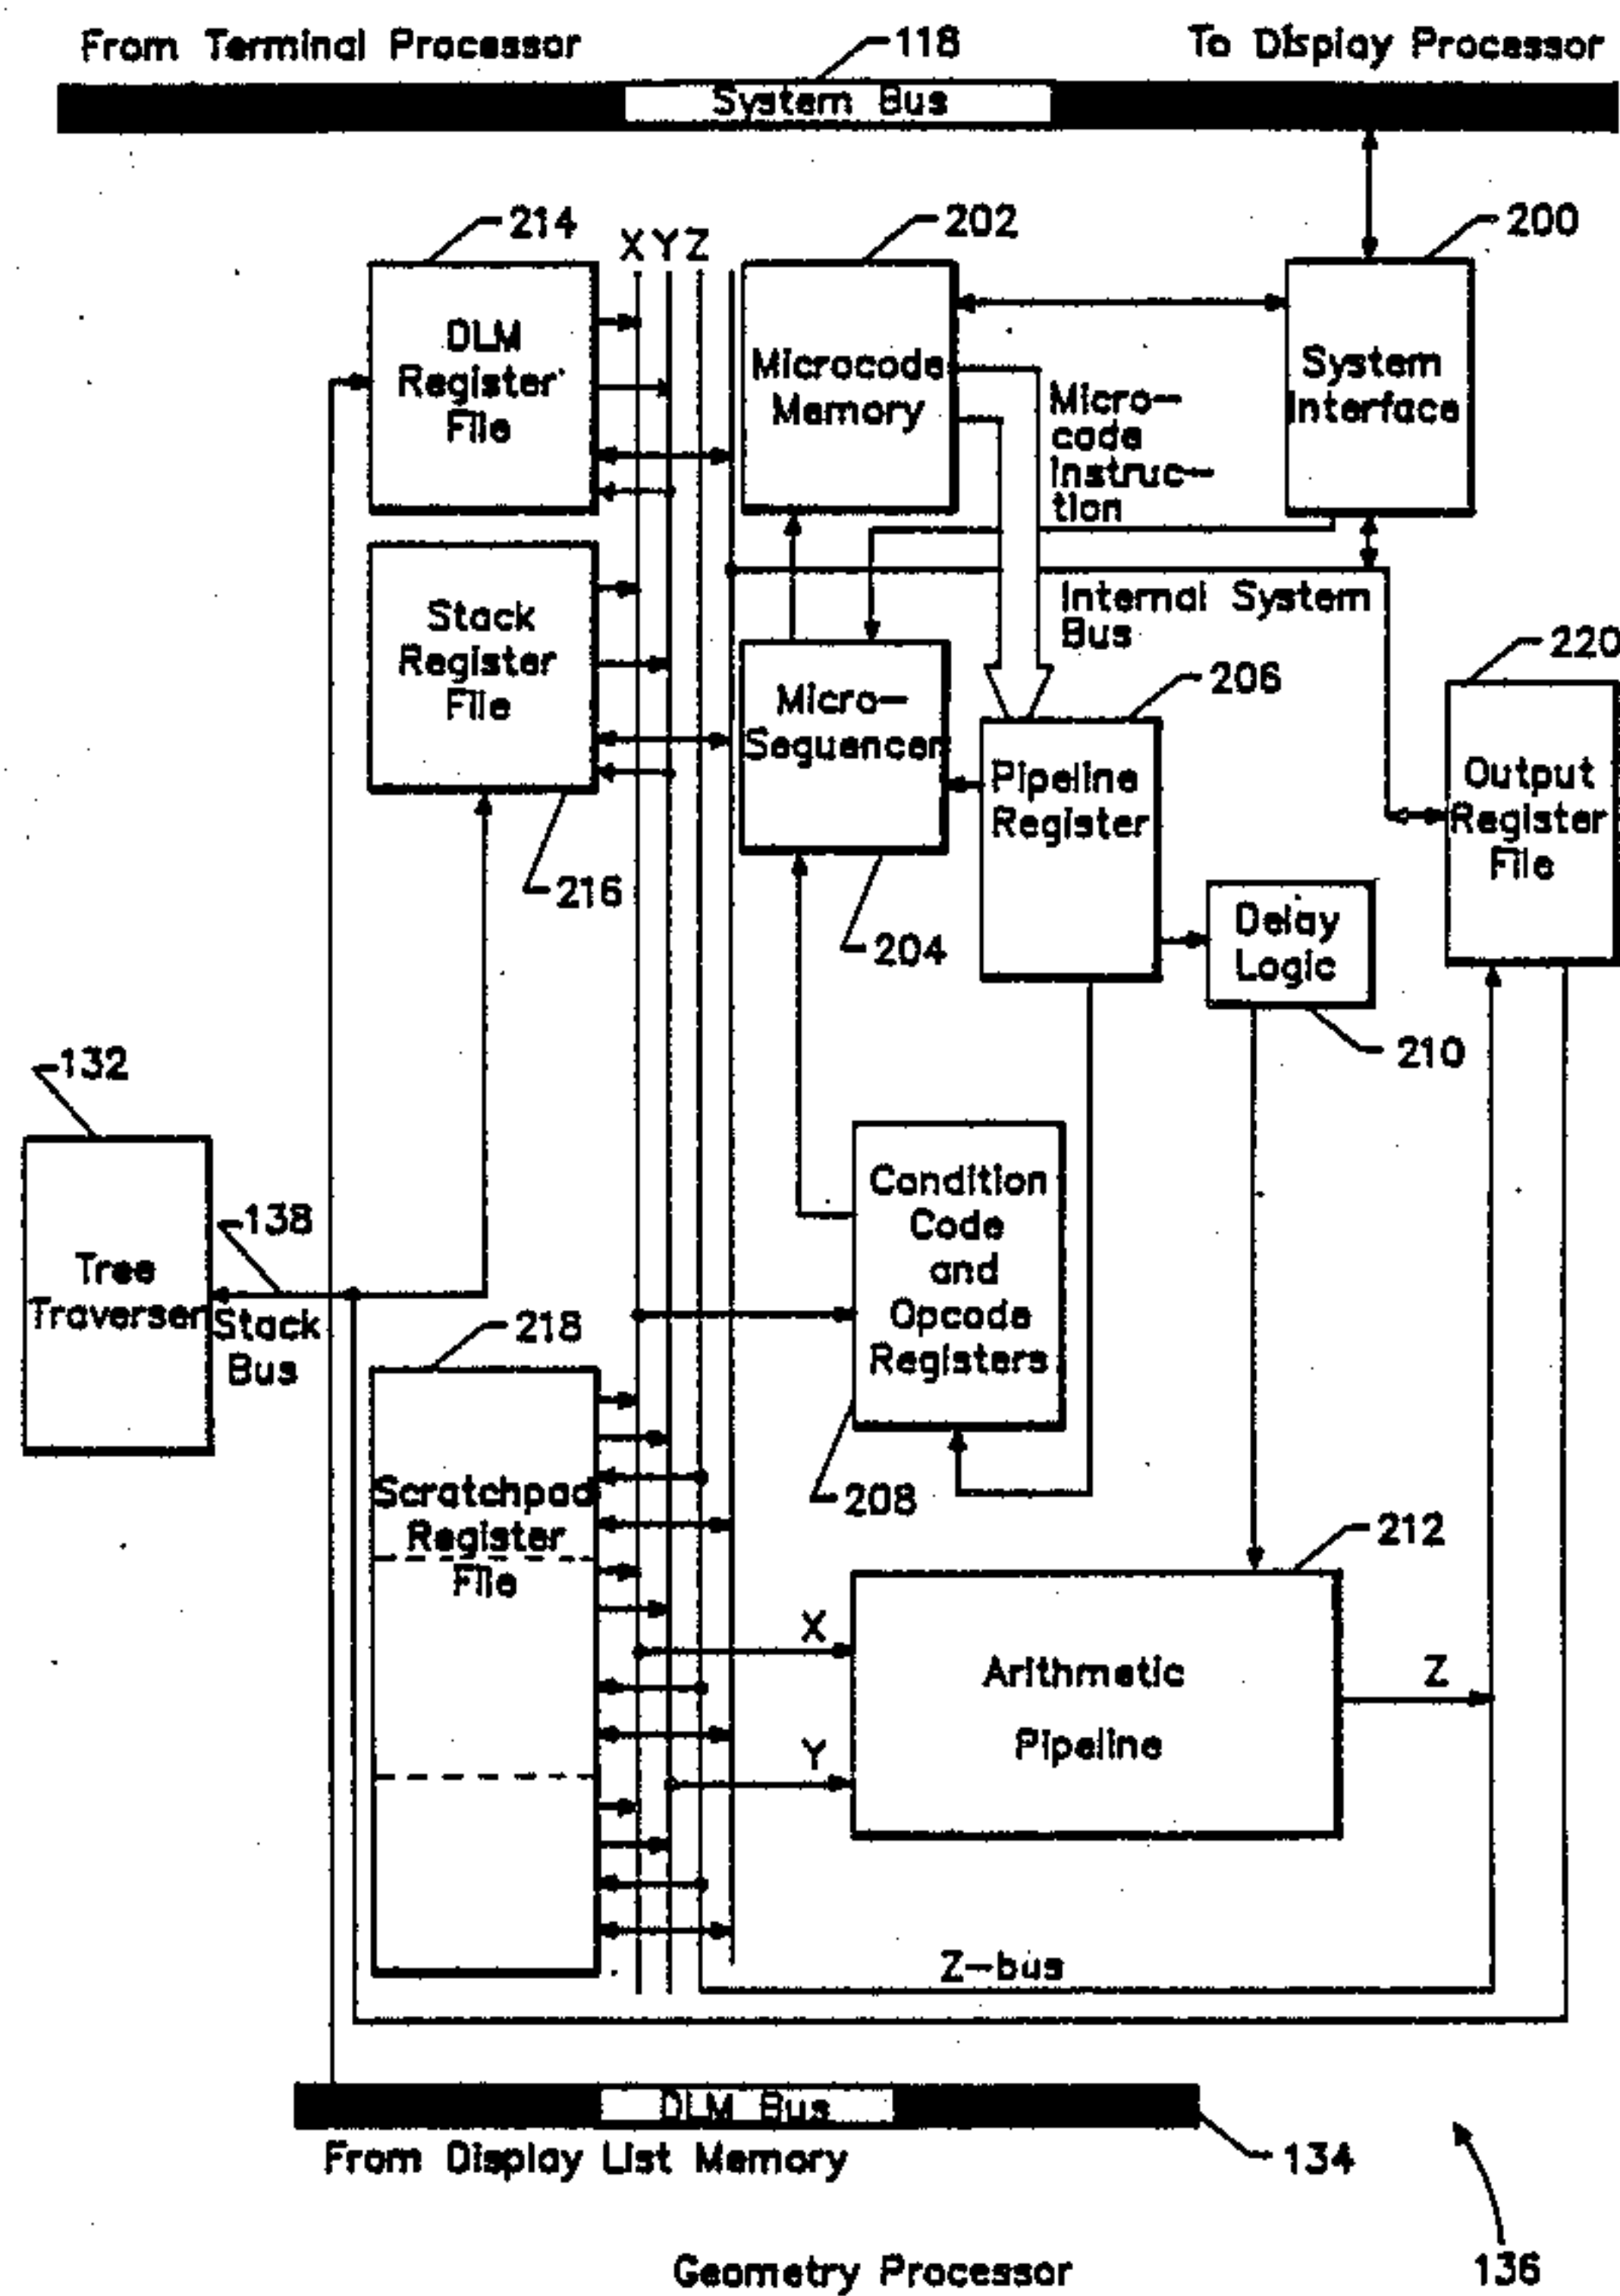 From Terminal Processor
118
To Display Processor
System Bus
214
X Y Z
202
200
DLM
Register
File
Microcode
Memory
Micro-
code
Instruc-
tion
System
Interface
Stack
Register
File
Internal System
Bus
220
206
Micro-
Sequencer
Pipeline
Register
Output
Register
File
216
204
Delay
Logic
210
132
Condition
Code
and
Opcode
Registers
138
Tree
Traverser
Stack
Bus
218
208
Scratchpad
Register
File
212
X
Arithmetic
Pipeline
Z
Y
Z-bus
DLM Bus
From Display List Memory
134
Geometry Processor
136